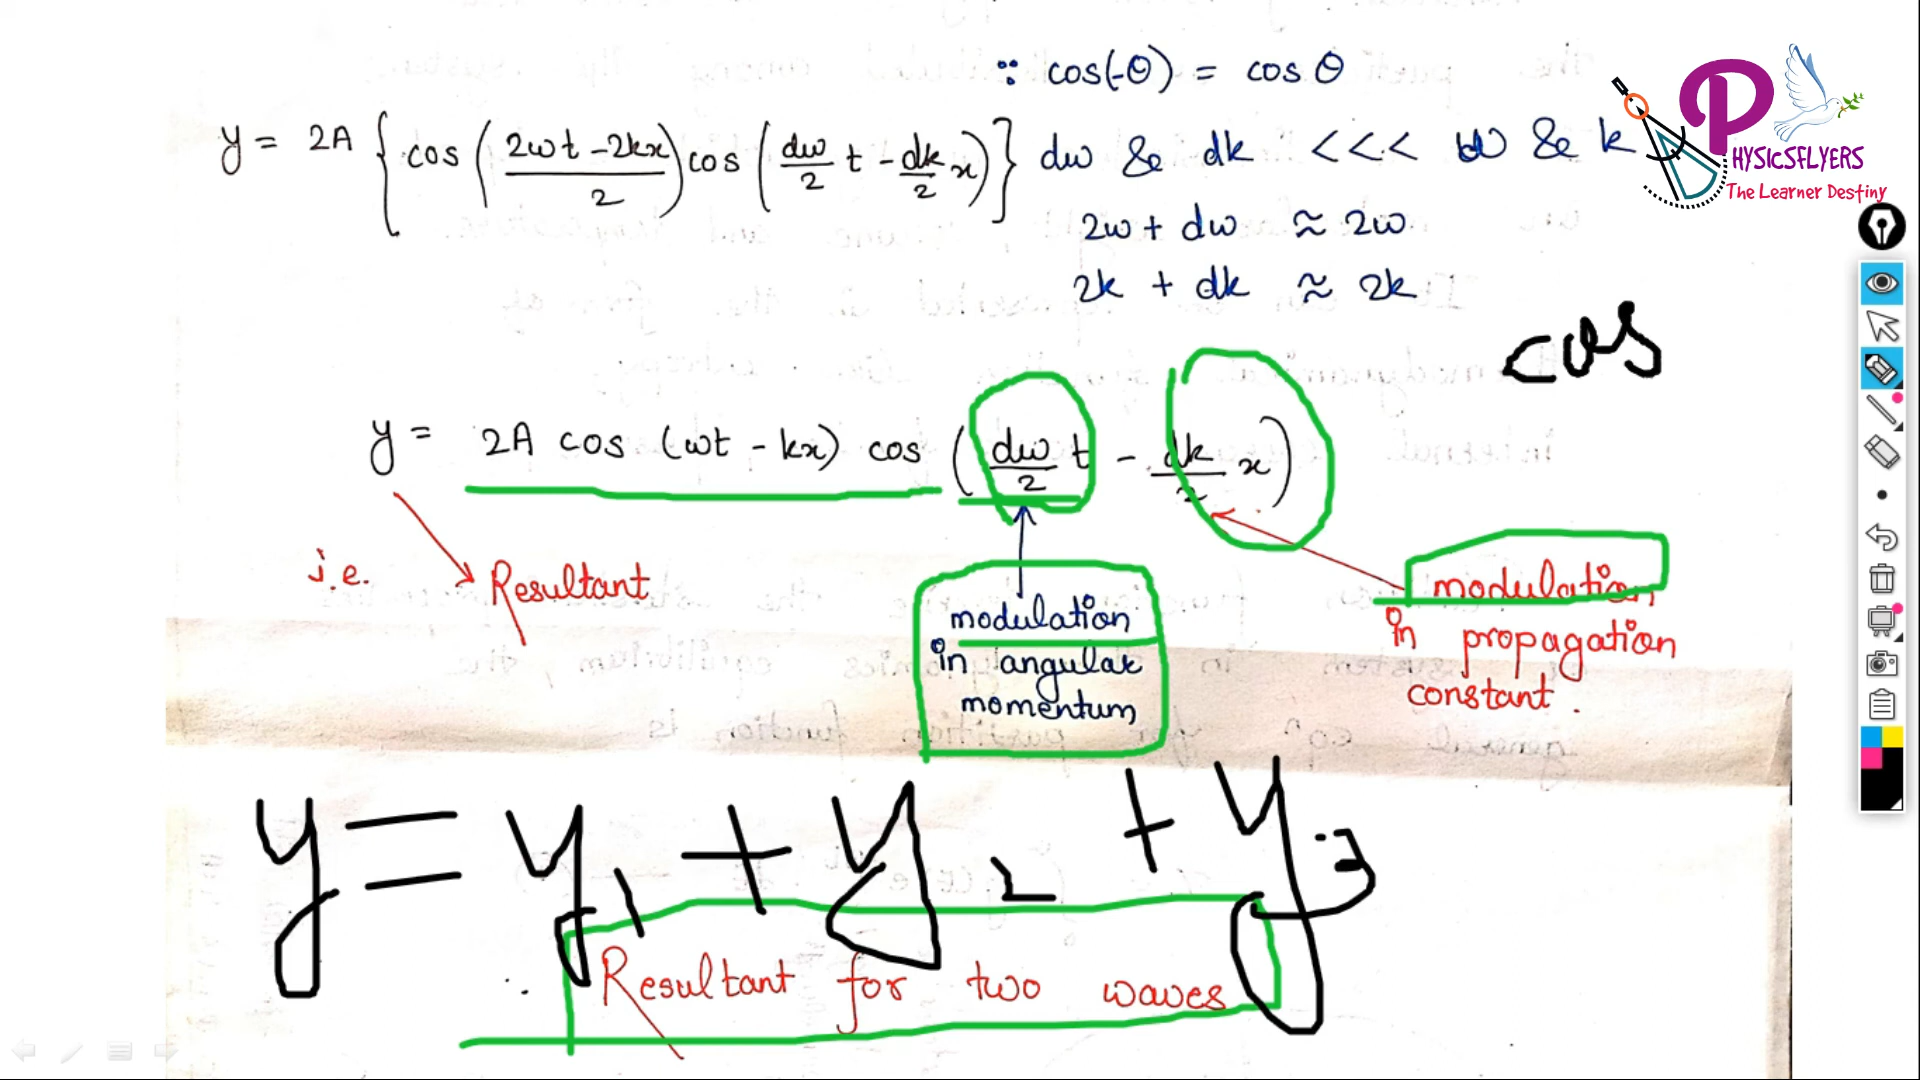 ∵ cos(-θ) = cos θ
y = 2A { cos ( (2ωt - 2kx)/2 ) cos ( dω/2 t - dk/2 x ) } dω & dk <<< ω & k
2ω + dω ≈ 2ω
2k + dk ≈ 2k
PHYSICSFLYERS
The Learner Destiny
cos
y = 2A cos (ωt - kx) cos ( dω/2 t - dk/2 x )
i.e.
Resultant
modulation
in angular
momentum
modulation
in propagation
constant.
y = y1 + y2 + y3
Resultant for two waves